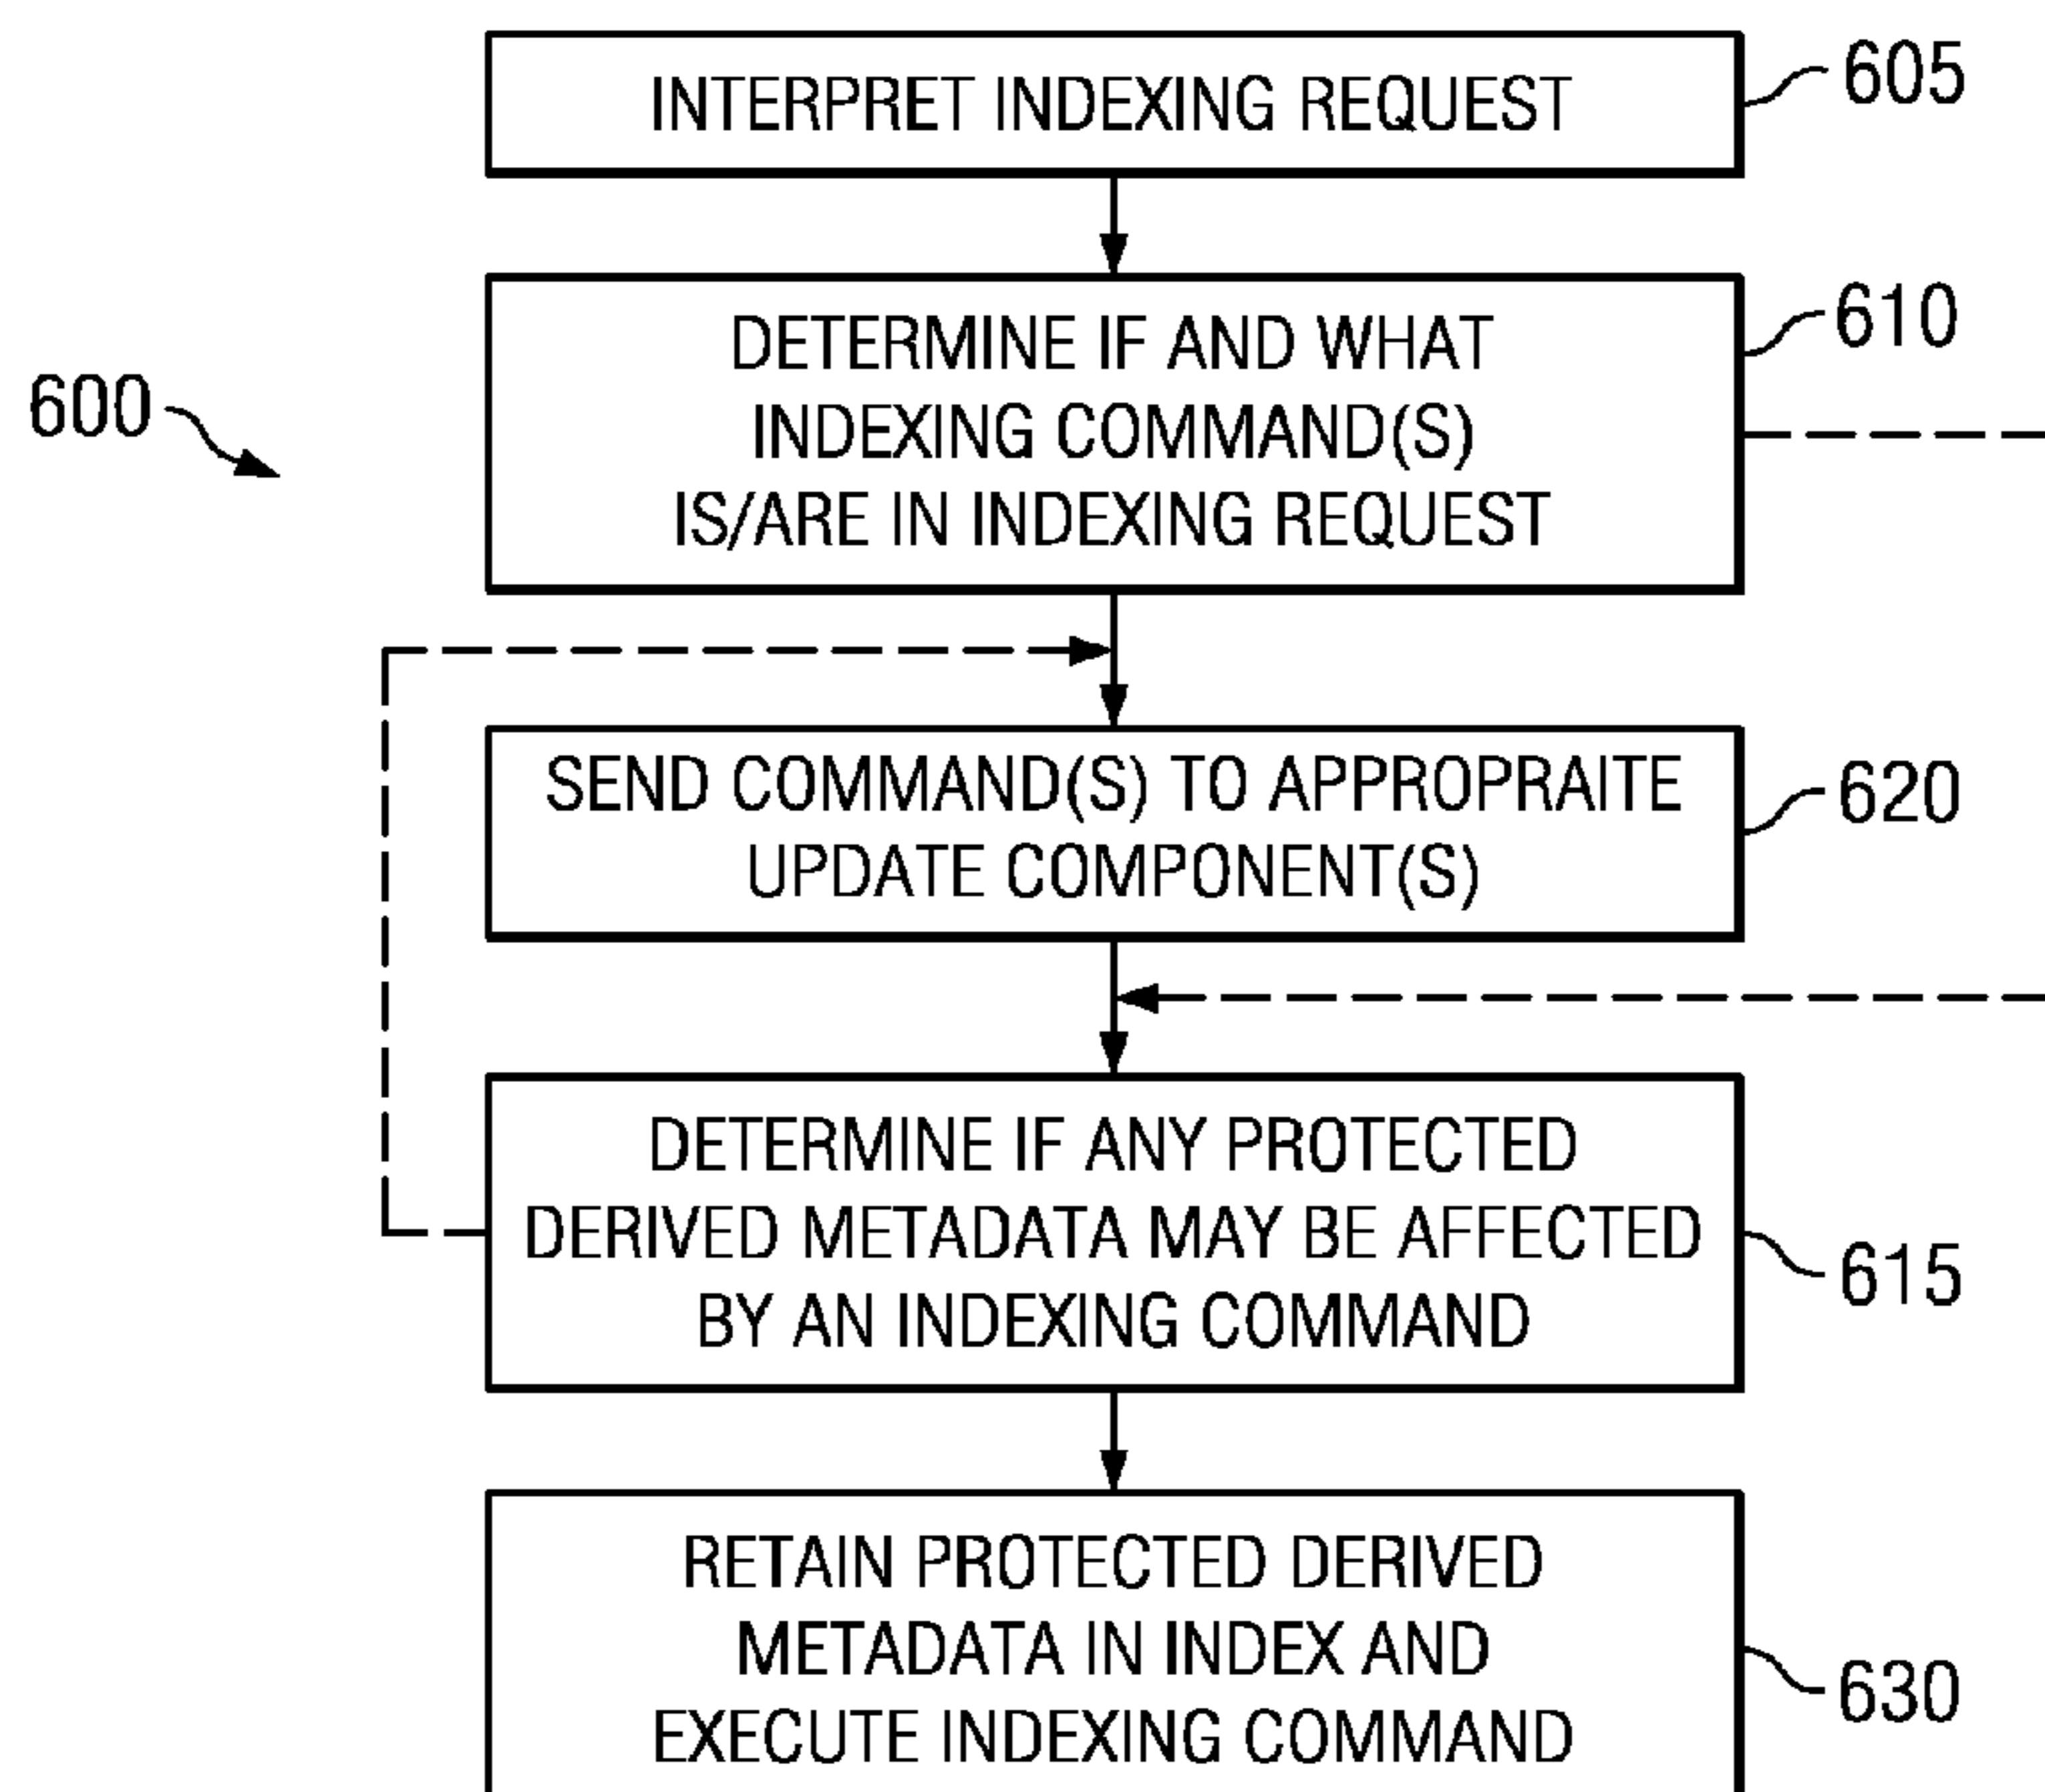 INTERPRET INDEXING REQUEST
605
DETERMINE IF AND WHAT
INDEXING COMMAND(S)
IS/ARE IN INDEXING REQUEST
610
600
SEND COMMAND(S) TO APPROPRAITE
UPDATE COMPONENT(S)
620
DETERMINE IF ANY PROTECTED
DERIVED METADATA MAY BE AFFECTED
BY AN INDEXING COMMAND
615
RETAIN PROTECTED DERIVED
METADATA IN INDEX AND
EXECUTE INDEXING COMMAND
630